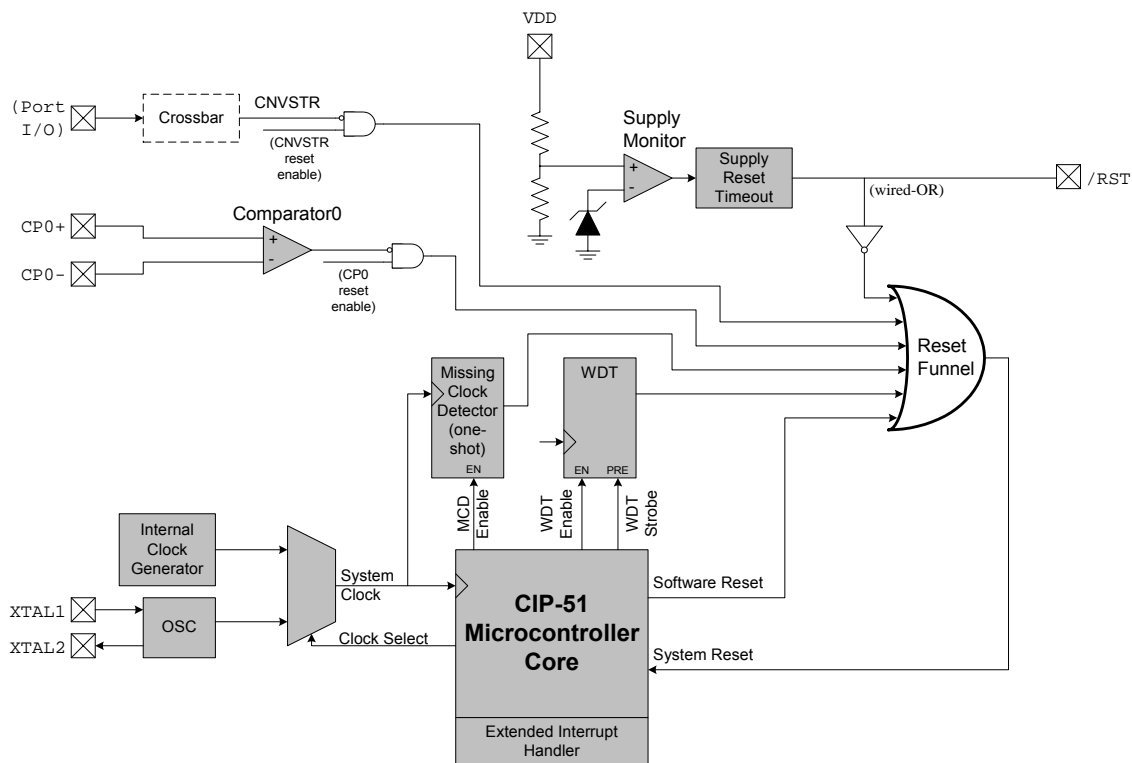 VDD
(Port
I/O)
Crossbar
CNVSTR
(CNVSTR
reset
enable)
Supply
Monitor
+
-
Supply
Reset
Timeout
(wired-OR)
/RST
CP0+
CP0-
Comparator0
+
-
(CP0
reset
enable)
Reset
Funnel
Missing
Clock
Detector
(one-
shot)
EN
WDT
EN
PRE
MCD
Enable
WDT
Enable
WDT
Strobe
Internal
Clock
Generator
System
Clock
XTAL1
XTAL2
OSC
Clock Select
CIP-51
Microcontroller
Core
Software Reset
System Reset
Extended Interrupt
Handler